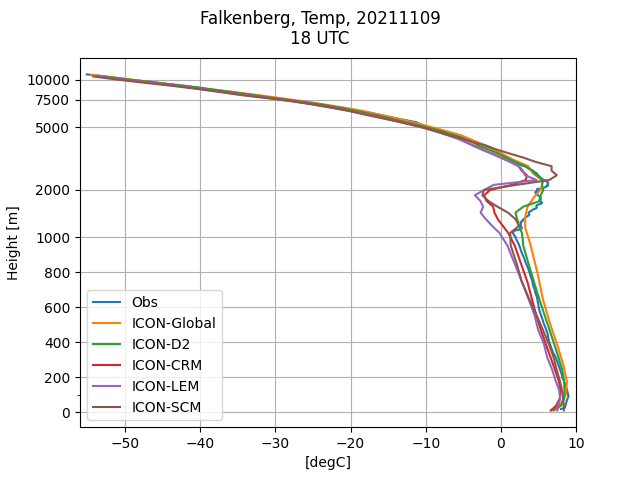 Falkenberg, Temp, 20211109
18 UTC
10000
7500
5000
2000
1000
800
600
400
200
0
Height [m]
Obs
ICON-Global
ICON-D2
ICON-CRM
ICON-LEM
ICON-SCM
−50
−40
−30
−20
−10
0
10
[degC]